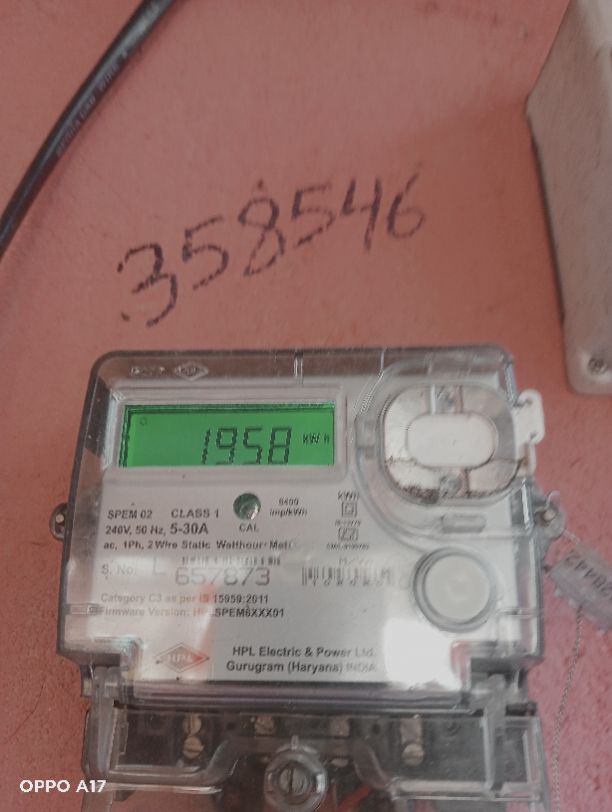 358546
1958 kWh
SPEM 02 CLASS 1
240V, 50 Hz, 5-30A
ac, 1Ph, 2 Wire Static Watthour
CAL
6400
imp/kWh
kWh
S. No. L 657873
Category C3 as per IS 15959:2011
Firmware Version:
HPL
HPL Electric & Power Ltd.
Gurugram (Haryana) INDIA
OPPO A17